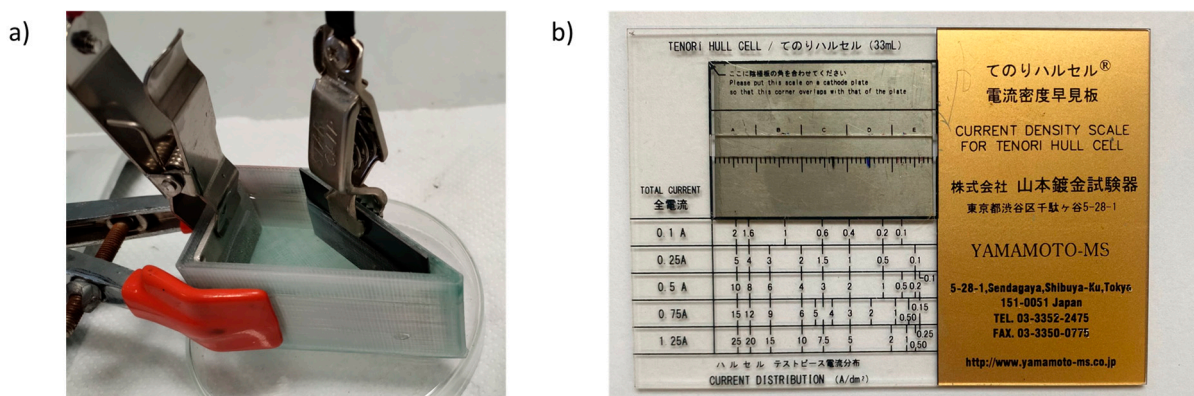 a)
b)
TENORI HULL CELL / てのりハルセル (33mL)
ここに陰極板の角を合わせてください
Please put this scale on a cathode plate
so that this corner overlaps with that of the plate
A B C D E
TOTAL CURRENT
全電流
0.1 A 2 1.6 1 0.6 0.4 0.2 0.1
0.25A 5 4 3 2 1.5 1 0.5 0.1
0.5 A 10 8 6 4 3 2 1 0.5 0.2 0.1
0.75A 15 12 9 6 5 4 3 2 1 0.50 0.15
1.25A 25 20 15 10 7.5 5 2 1 0.50 0.25
ハルセル テストピース電流分布
CURRENT DISTRIBUTION (A/dm²)
てのりハルセル®
電流密度早見板
CURRENT DENSITY SCALE
FOR TENORI HULL CELL
株式会社 山本鍍金試験器
東京都渋谷区千駄ヶ谷5-28-1
YAMAMOTO-MS
5-28-1,Sendagaya,Shibuya-Ku,Tokyo
151-0051 Japan
TEL. 03-3352-2475
FAX. 03-3350-0775
http://www.yamamoto-ms.co.jp